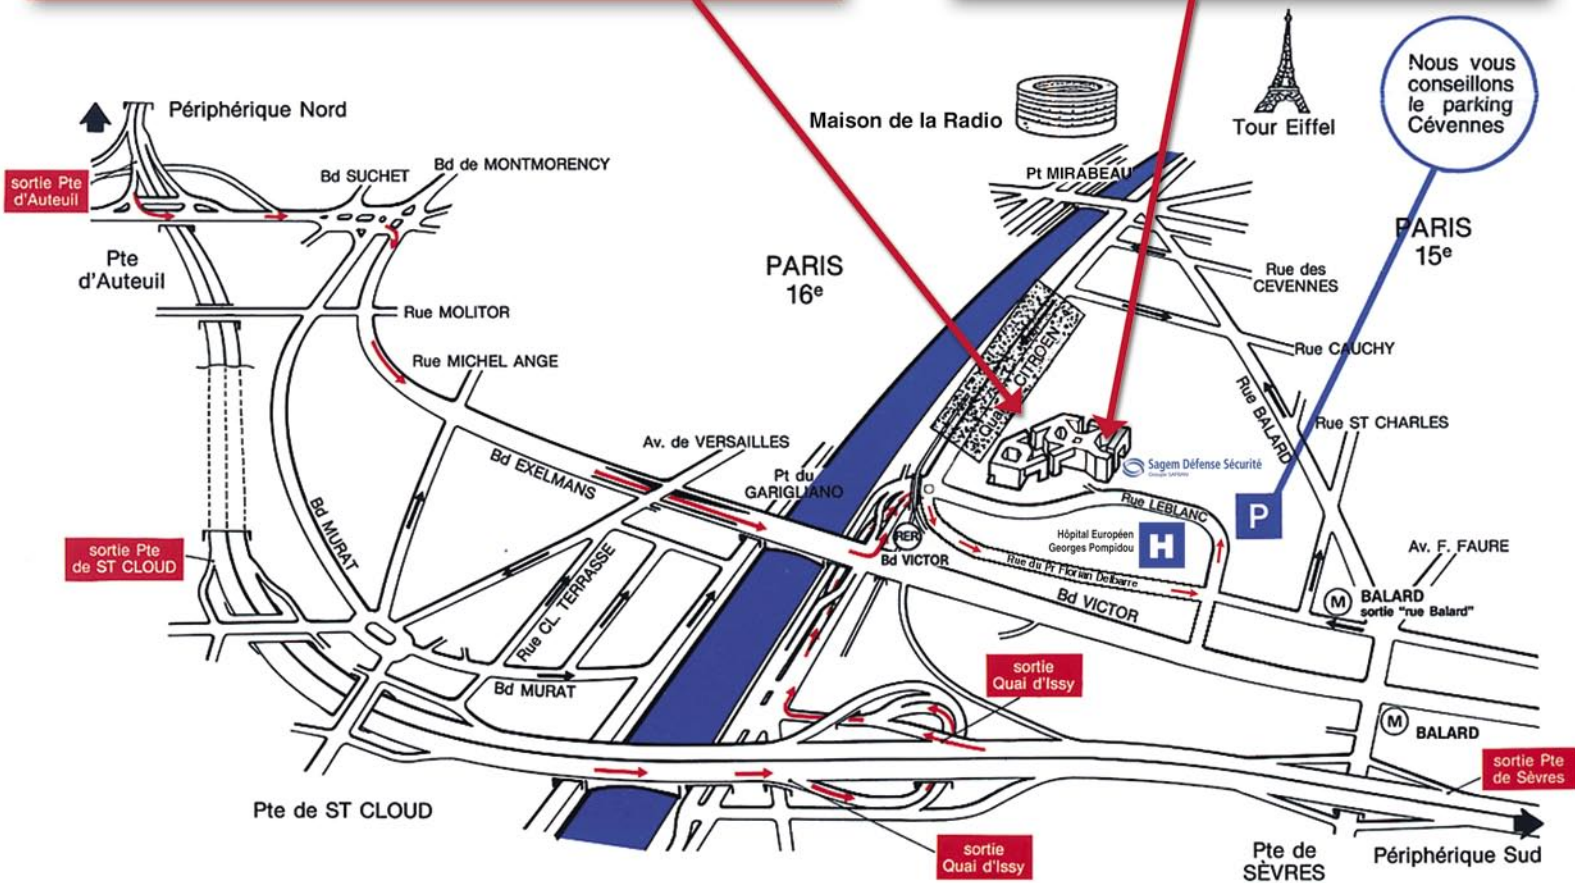 Nous vous
conseillons
le parking
Cévennes
Tour Eiffel
Maison de la Radio
Périphérique Nord
sortie Pte
d'Auteuil
Bd SUCHET
Bd de MONTMORENCY
Pt MIRABEAU
PARIS
15e
PARIS
16e
Pte
d'Auteuil
Rue des
CEVENNES
Rue MOLITOR
Rue CAUCHY
Rue MICHEL ANGE
Quai CITROEN
Rue BALARD
Rue ST CHARLES
Av. de VERSAILLES
Bd EXELMANS
Pt du
GARIGLIANO
Sagem Défense Sécurité
Rue LEBLANC
P
Bd MURAT
RER
Bd VICTOR
Hôpital Européen
Georges Pompidou
H
Rue du Pr Florian Delbarre
Av. F. FAURE
sortie Pte
de ST CLOUD
Rue CL. TERRASSE
Bd VICTOR
M
BALARD
sortie "rue Balard"
sortie
Quai d'Issy
Bd MURAT
M
BALARD
sortie Pte
de Sèvres
Pte de ST CLOUD
sortie
Quai d'Issy
Pte de
SÈVRES
Périphérique Sud